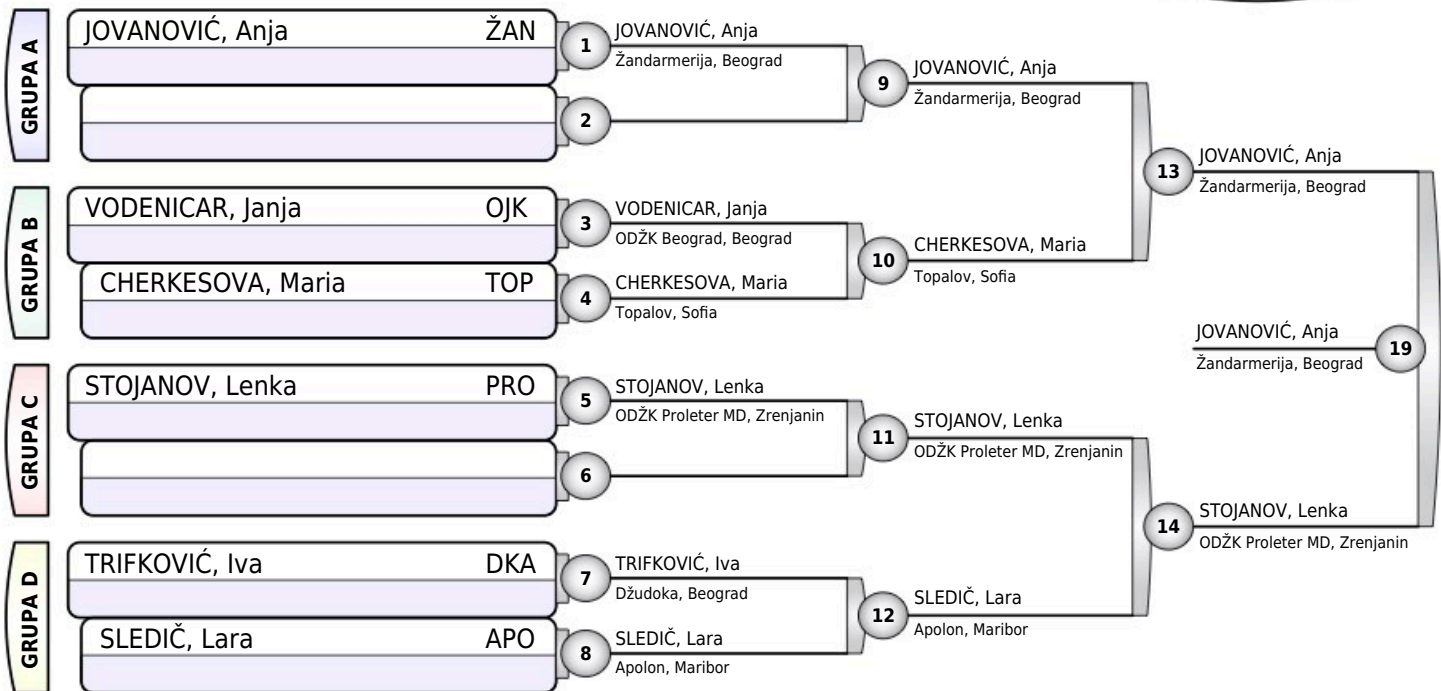 GRUPA A
JOVANOVIĆ, Anja ŽAN
1
JOVANOVIĆ, Anja
Žandarmerija, Beograd
2
9
JOVANOVIĆ, Anja
Žandarmerija, Beograd
GRUPA B
VODENICAR, Janja OJK
3
VODENICAR, Janja
ODŽK Beograd, Beograd
CHERKESOVA, Maria TOP
4
CHERKESOVA, Maria
Topalov, Sofia
10
CHERKESOVA, Maria
Topalov, Sofia
13
JOVANOVIĆ, Anja
Žandarmerija, Beograd
GRUPA C
STOJANOV, Lenka PRO
5
STOJANOV, Lenka
ODŽK Proleter MD, Zrenjanin
6
11
STOJANOV, Lenka
ODŽK Proleter MD, Zrenjanin
GRUPA D
TRIFKOVIĆ, Iva DKA
7
TRIFKOVIĆ, Iva
Džudoka, Beograd
SLEDIČ, Lara APO
8
SLEDIČ, Lara
Apolon, Maribor
12
SLEDIČ, Lara
Apolon, Maribor
14
STOJANOV, Lenka
ODŽK Proleter MD, Zrenjanin
JOVANOVIĆ, Anja
Žandarmerija, Beograd
19